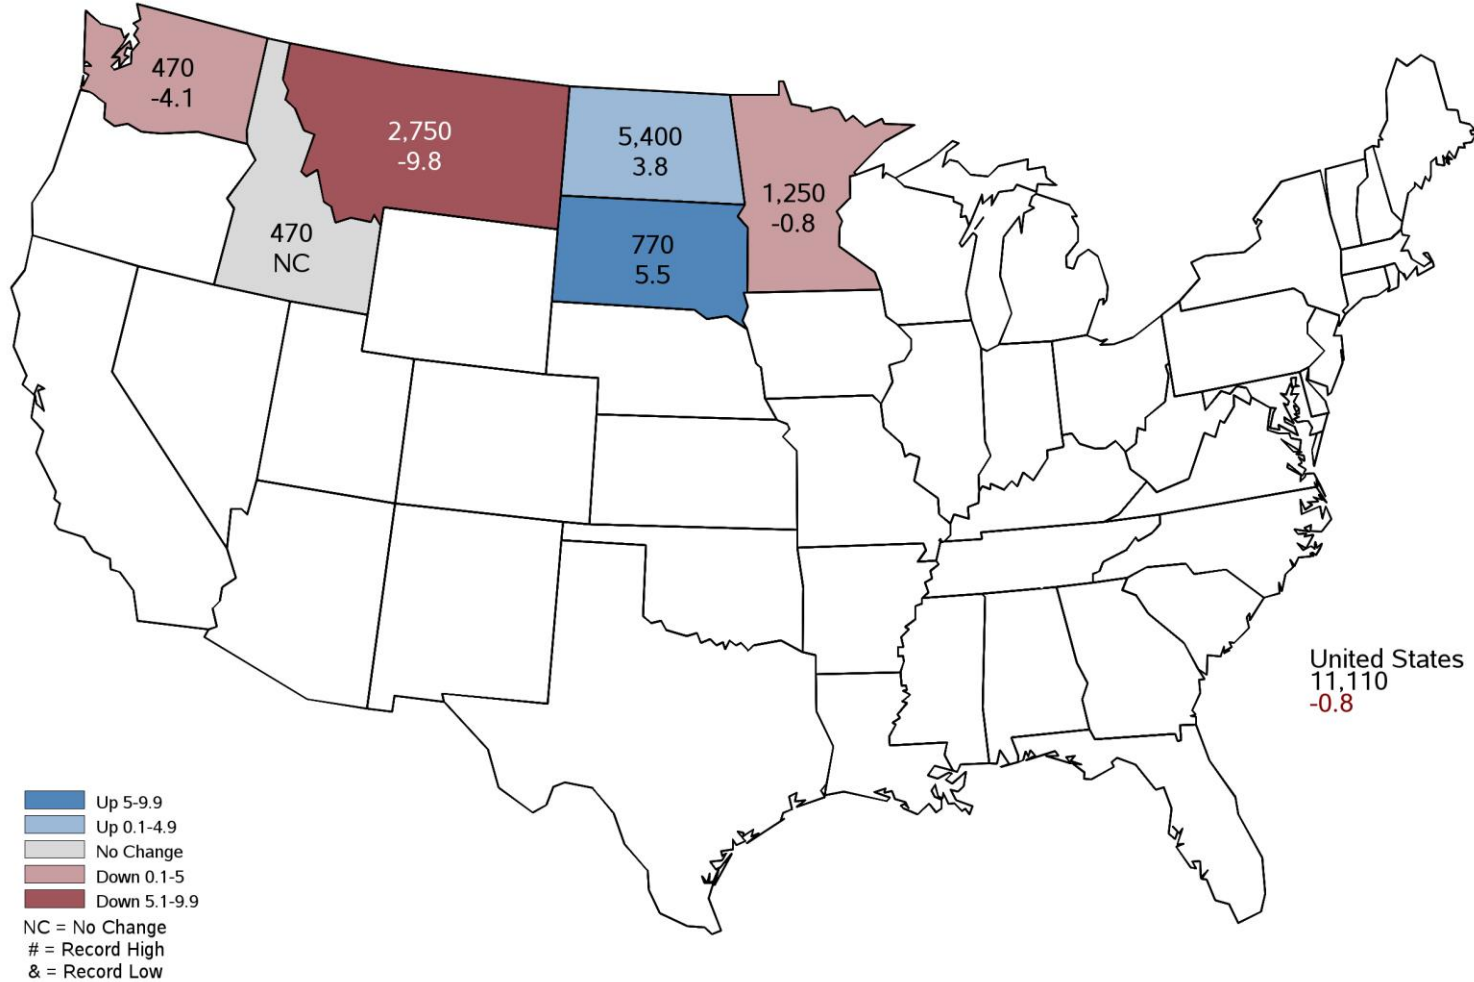 470
-4.1
2,750
-9.8
5,400
3.8
1,250
-0.8
470
NC
770
5.5
United States
11,110
-0.8
Up 5-9.9
Up 0.1-4.9
No Change
Down 0.1-5
Down 5.1-9.9
NC = No Change
# = Record High
& = Record Low